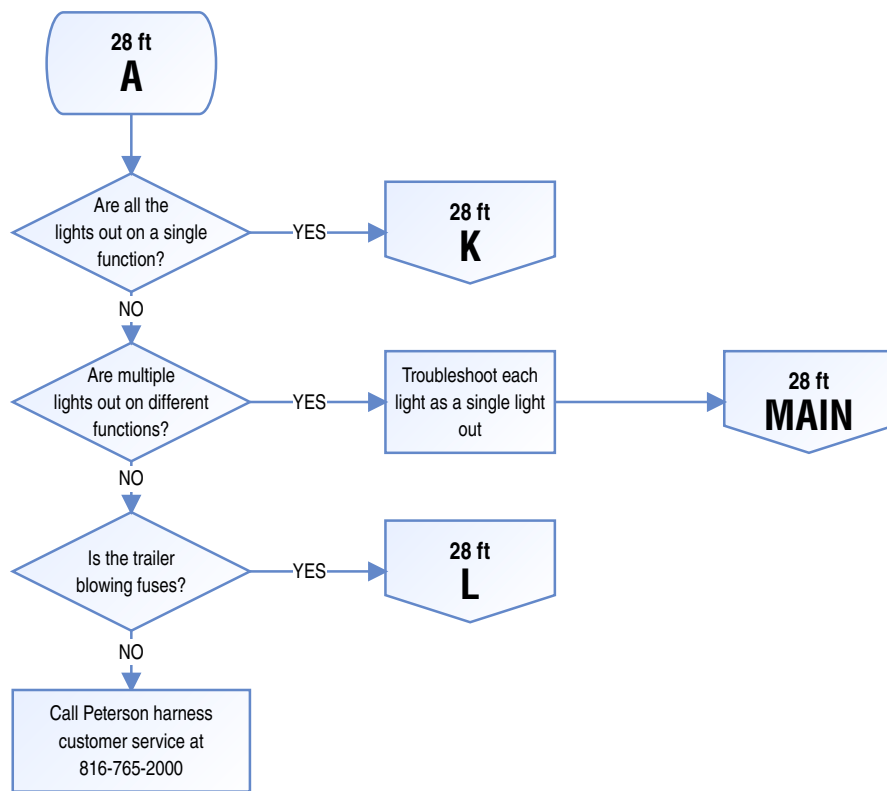 28 ft
A
Are all the
lights out on a single
function?
YES
28 ft
K
NO
Are multiple
lights out on different
functions?
YES
Troubleshoot each
light as a single light
out
28 ft
MAIN
NO
Is the trailer
blowing fuses?
YES
28 ft
L
NO
Call Peterson harness
customer service at
816-765-2000